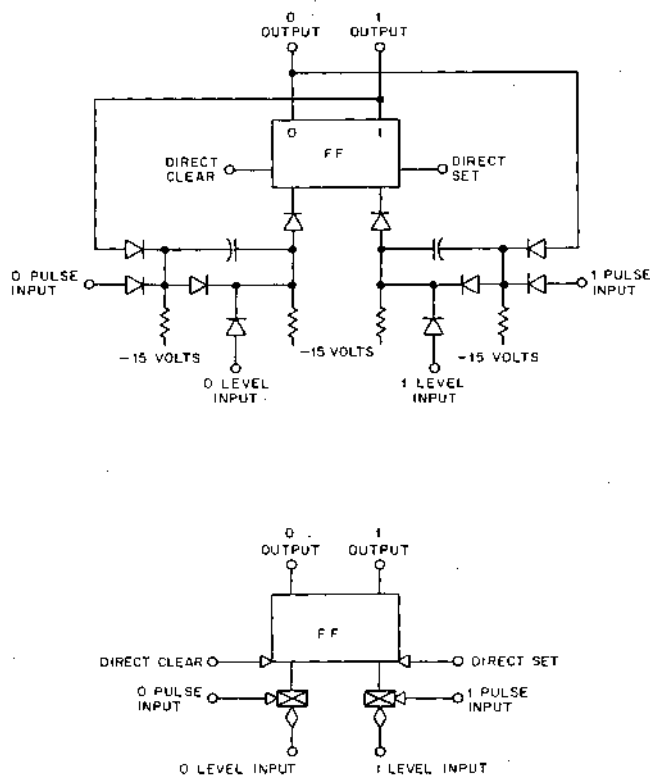 0
OUTPUT
1
OUTPUT
0
1
FF
DIRECT
CLEAR
DIRECT
SET
0 PULSE
INPUT
1 PULSE
INPUT
-15 VOLTS
-15 VOLTS
-15 VOLTS
0 LEVEL
INPUT
1 LEVEL
INPUT
0
OUTPUT
1
OUTPUT
FF
DIRECT CLEAR
DIRECT SET
0 PULSE
INPUT
1 PULSE
INPUT
0 LEVEL INPUT
1 LEVEL INPUT